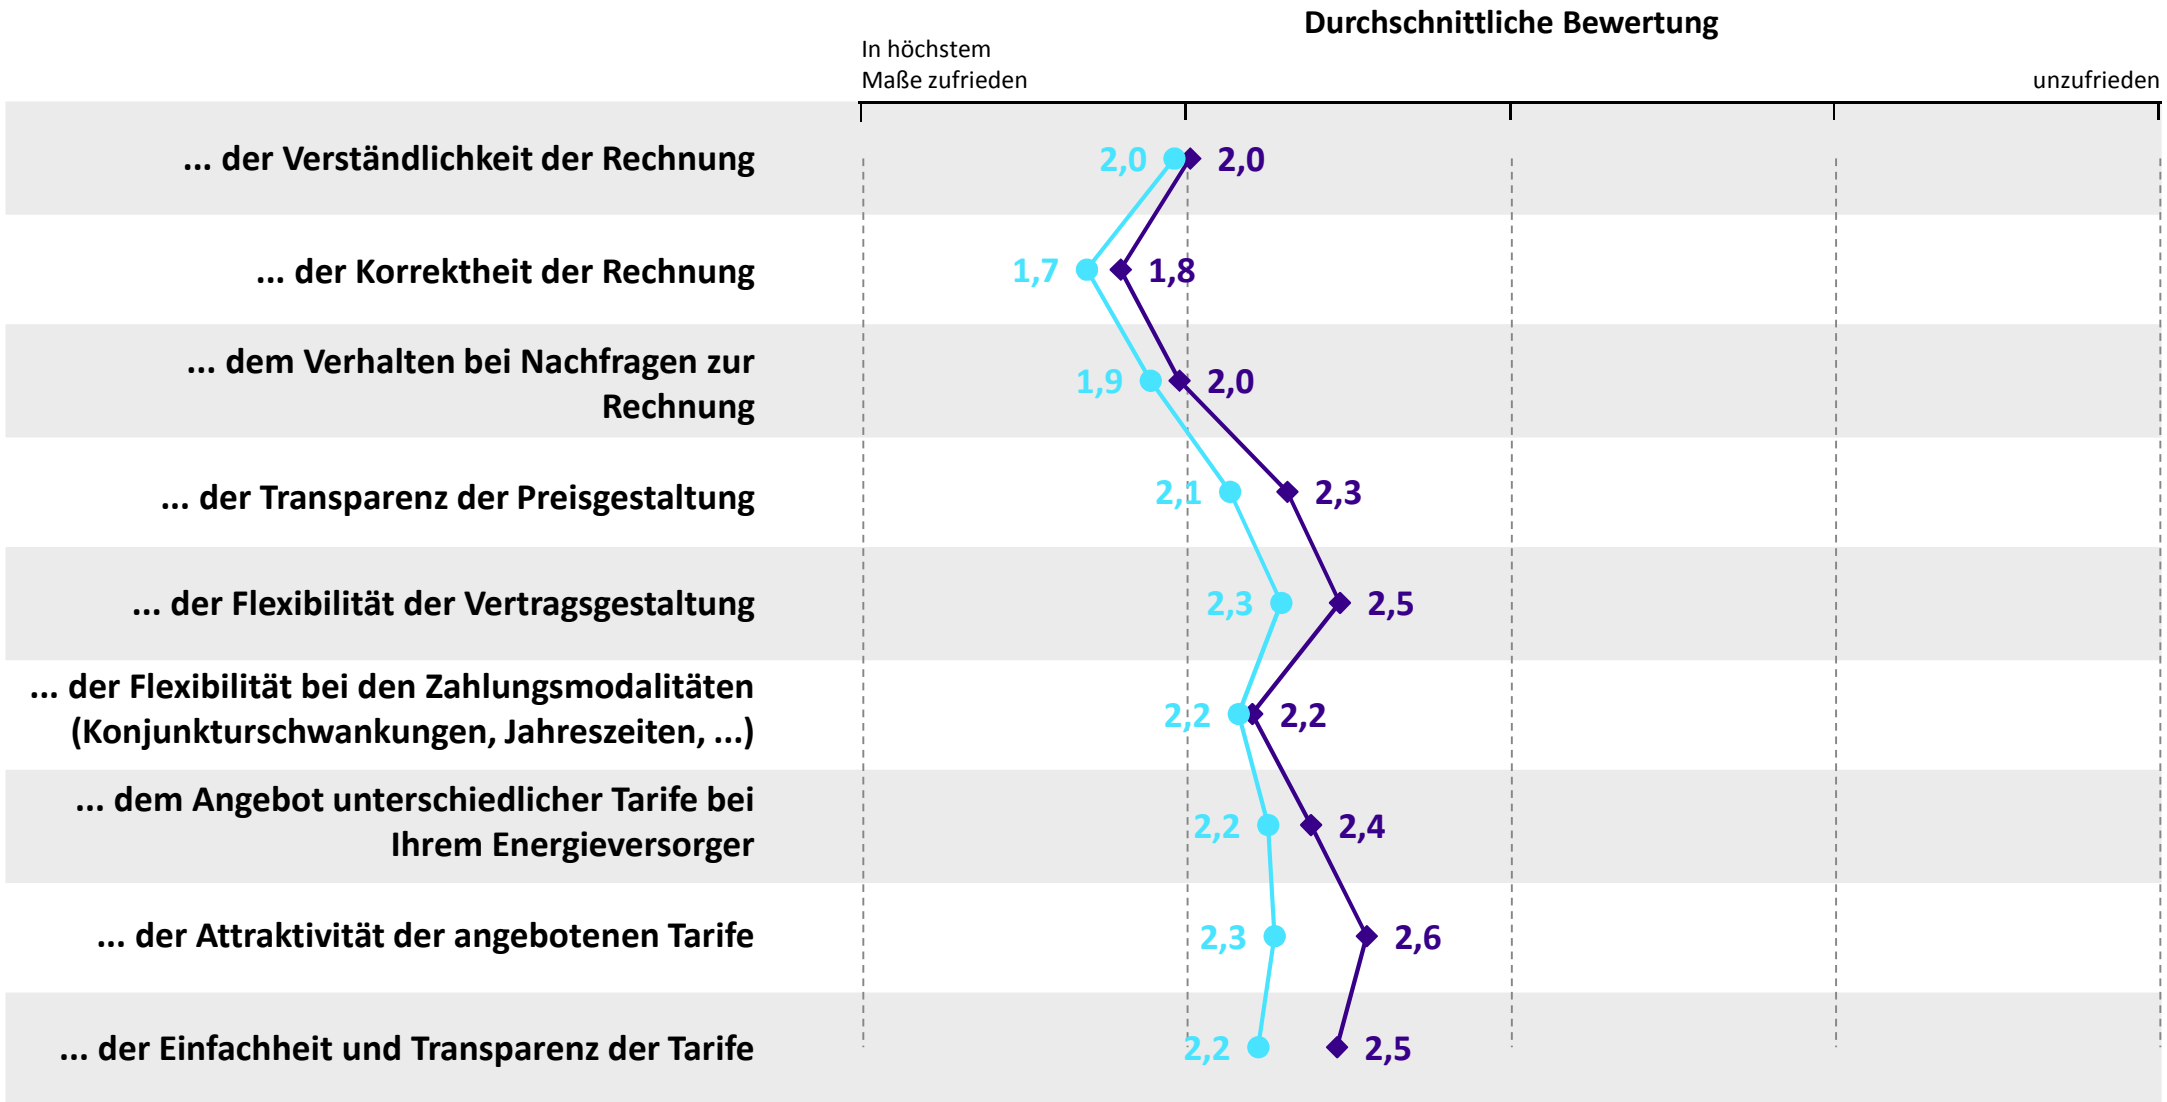 Durchschnittliche Bewertung
In höchstem
Maße zufrieden
unzufrieden
... der Verständlichkeit der Rechnung
2,0 2,0
... der Korrektheit der Rechnung
1,7 1,8
... dem Verhalten bei Nachfragen zur
Rechnung
1,9 2,0
... der Transparenz der Preisgestaltung
2,1 2,3
... der Flexibilität der Vertragsgestaltung
2,3 2,5
... der Flexibilität bei den Zahlungsmodalitäten
(Konjunkturschwankungen, Jahreszeiten, ...)
2,2 2,2
... dem Angebot unterschiedlicher Tarife bei
Ihrem Energieversorger
2,2 2,4
... der Attraktivität der angebotenen Tarife
2,3 2,6
... der Einfachheit und Transparenz der Tarife
2,2 2,5